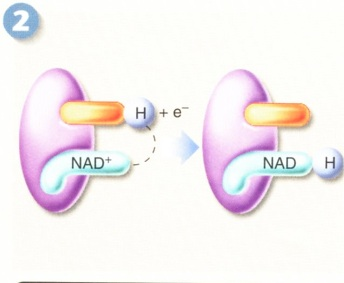 2
H + e⁻
NAD⁺
NAD H